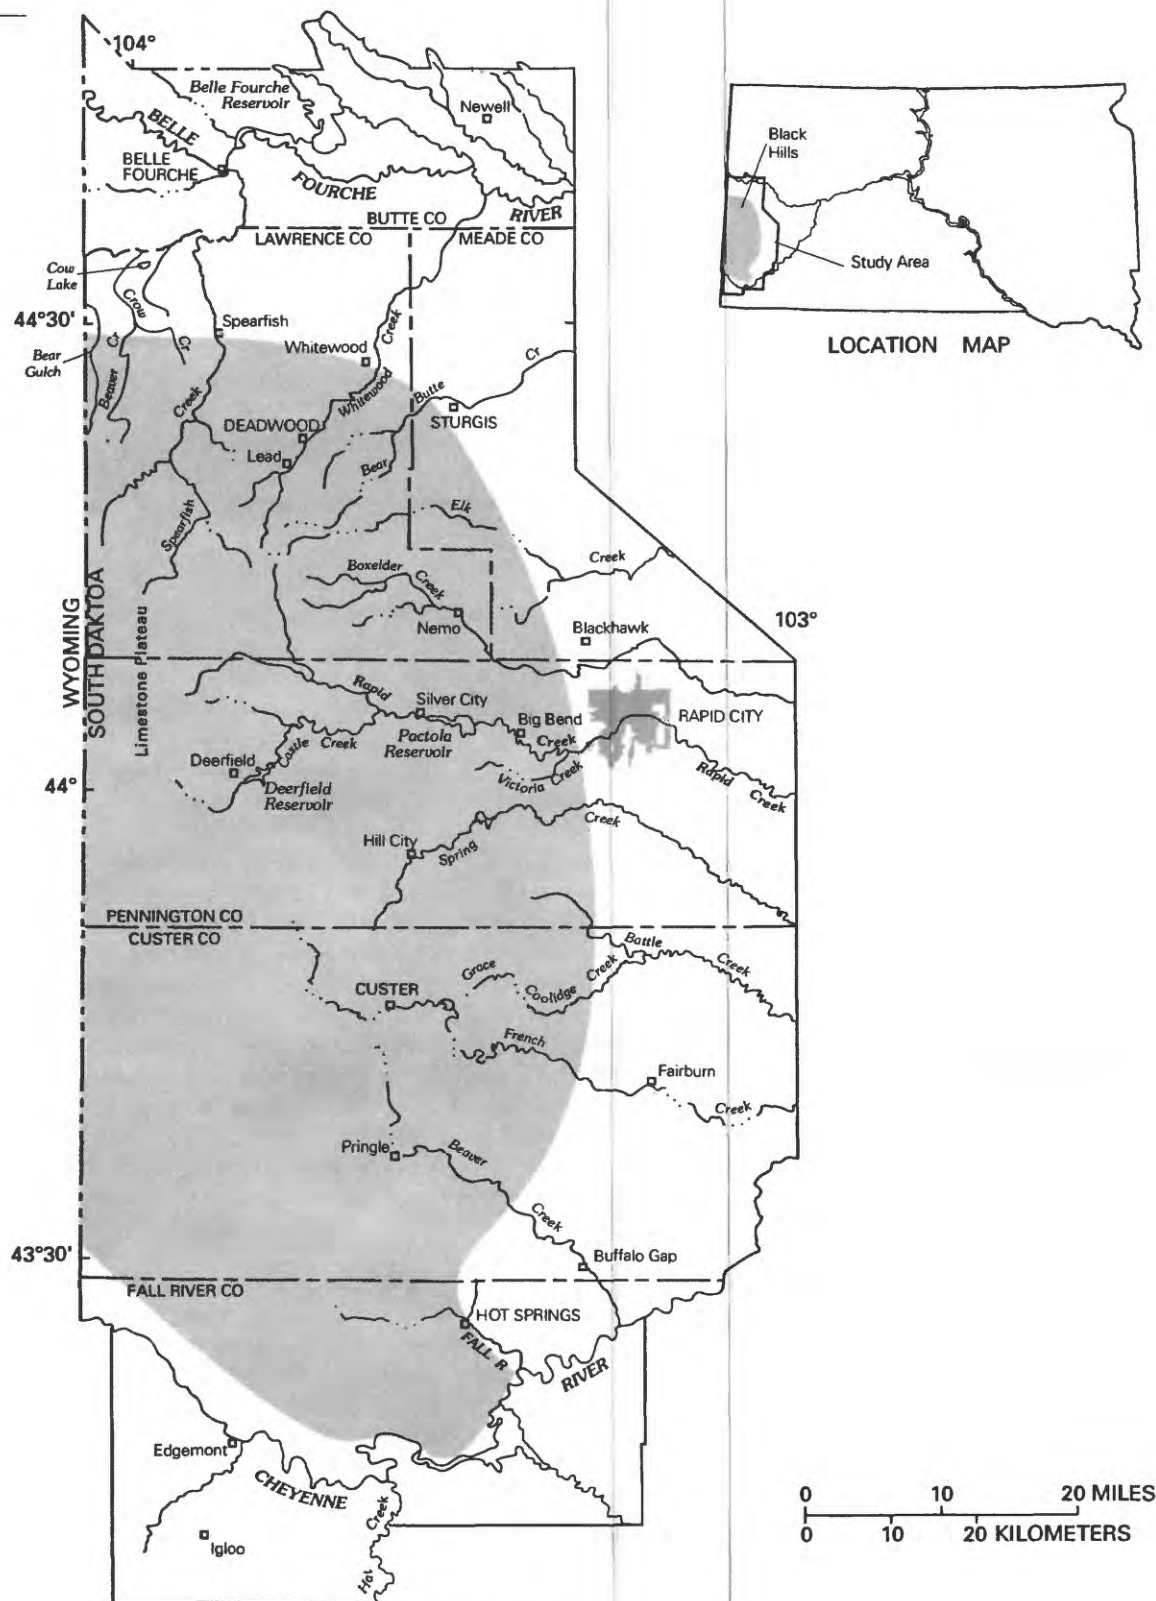 104°
Belle Fourche
Reservoir
Newell
BELLE
BELLE
FOURCHE
FOURCHE
RIVER
BUTTE CO
LAWRENCE CO
MEADE CO
Cow
Lake
Crow
Cr
44°30'
Spearfish
Bear
Gulch
Beaver
Cr
Creek
Whitewood
Creek
Whitewood
Butte
Cr
STURGIS
DEADWOOD
Lead
Bear
Spearfish
Elk
Creek
Boxelder
Creek
Nemo
Blackhawk
103°
WYOMING
SOUTH DAKTOA
Limestone Plateau
Rapid
Silver City
Big Bend
Creek
RAPID CITY
Pactola
Reservoir
Castle
Creek
Deerfield
Deerfield
Reservoir
Victoria Creek
Rapid
Creek
44°
Hill City
Spring
Creek
PENNINGTON CO
CUSTER CO
Battle
Creek
Grace
Coolidge
Creek
CUSTER
French
Creek
Fairburn
Pringle
Beaver
Creek
43°30'
Buffalo Gap
FALL RIVER CO
HOT SPRINGS
FALL R
RIVER
Edgemont
CHEYENNE
Igloo
Creek
Hat
Black
Hills
Study Area
LOCATION MAP
0 10 20 MILES
0 10 20 KILOMETERS